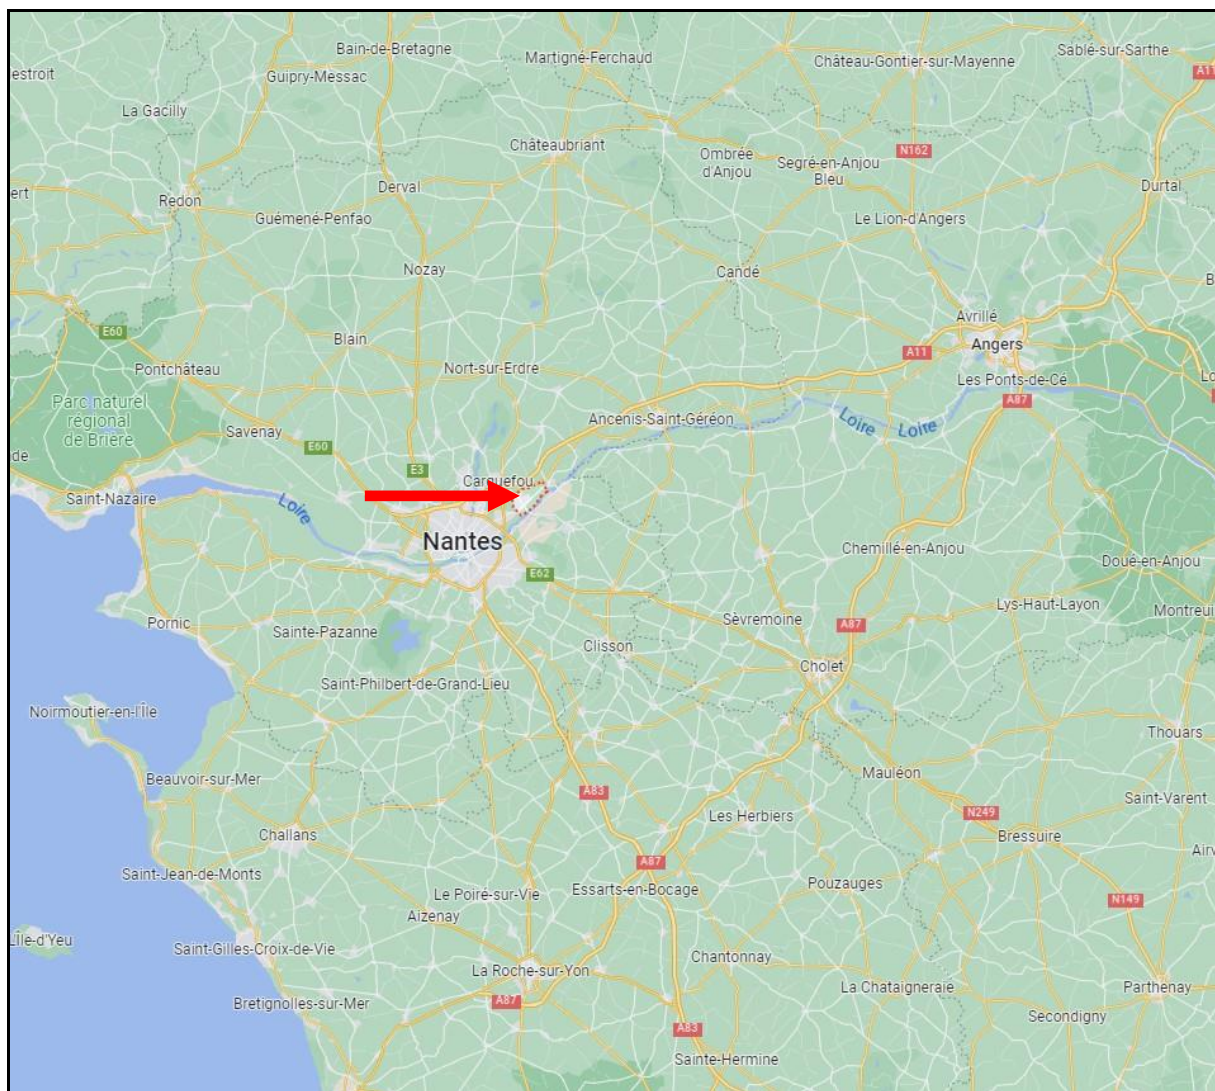 Bain-de-Bretagne
Martigné-Ferchaud
Sablé-sur-Sarthe
Château-Gontier-sur-Mayenne
estroit
Guipry-Messac
A11
La Gacilly
Châteaubriant
N162
Ombrée
d'Anjou
Segré-en-Anjou
Bleu
Derval
Durtal
ert
Redon
Guémené-Penfao
Le Lion-d'Angers
Nozay
Candé
B
Avrillé
E60
Blain
Angers
A11
Pontchâteau
Nort-sur-Erdre
Les Ponts-de-Cé
Lo
A87
Parc naturel
régional
de Brière
Ancenis-Saint-Géréon
Loire
Loire
Savenay
E60
de
E3
Carquefou
Saint-Nazaire
Loire
Nantes
Chemillé-en-Anjou
Doué-en-Anjou
E62
Lys-Haut-Layon
Montreui
Pornic
Sainte-Pazanne
Sèvremoine
A87
Clisson
Cholet
Saint-Philbert-de-Grand-Lieu
Noirmoutier-en-l'Île
Thouars
Beauvoir-sur-Mer
Mauléon
A83
Saint-Varent
Les Herbiers
N249
Challans
Bressuire
Airv
A87
Saint-Jean-de-Monts
Le Poiré-sur-Vie
Essarts-en-Bocage
Pouzauges
N149
Aizenay
L'Île-d'Yeu
Saint-Gilles-Croix-de-Vie
Chantonnay
La Roche-sur-Yon
La Chataigneraie
Parthenay
Bretignolles-sur-Mer
A87
Secondigny
A83
Sainte-Hermine